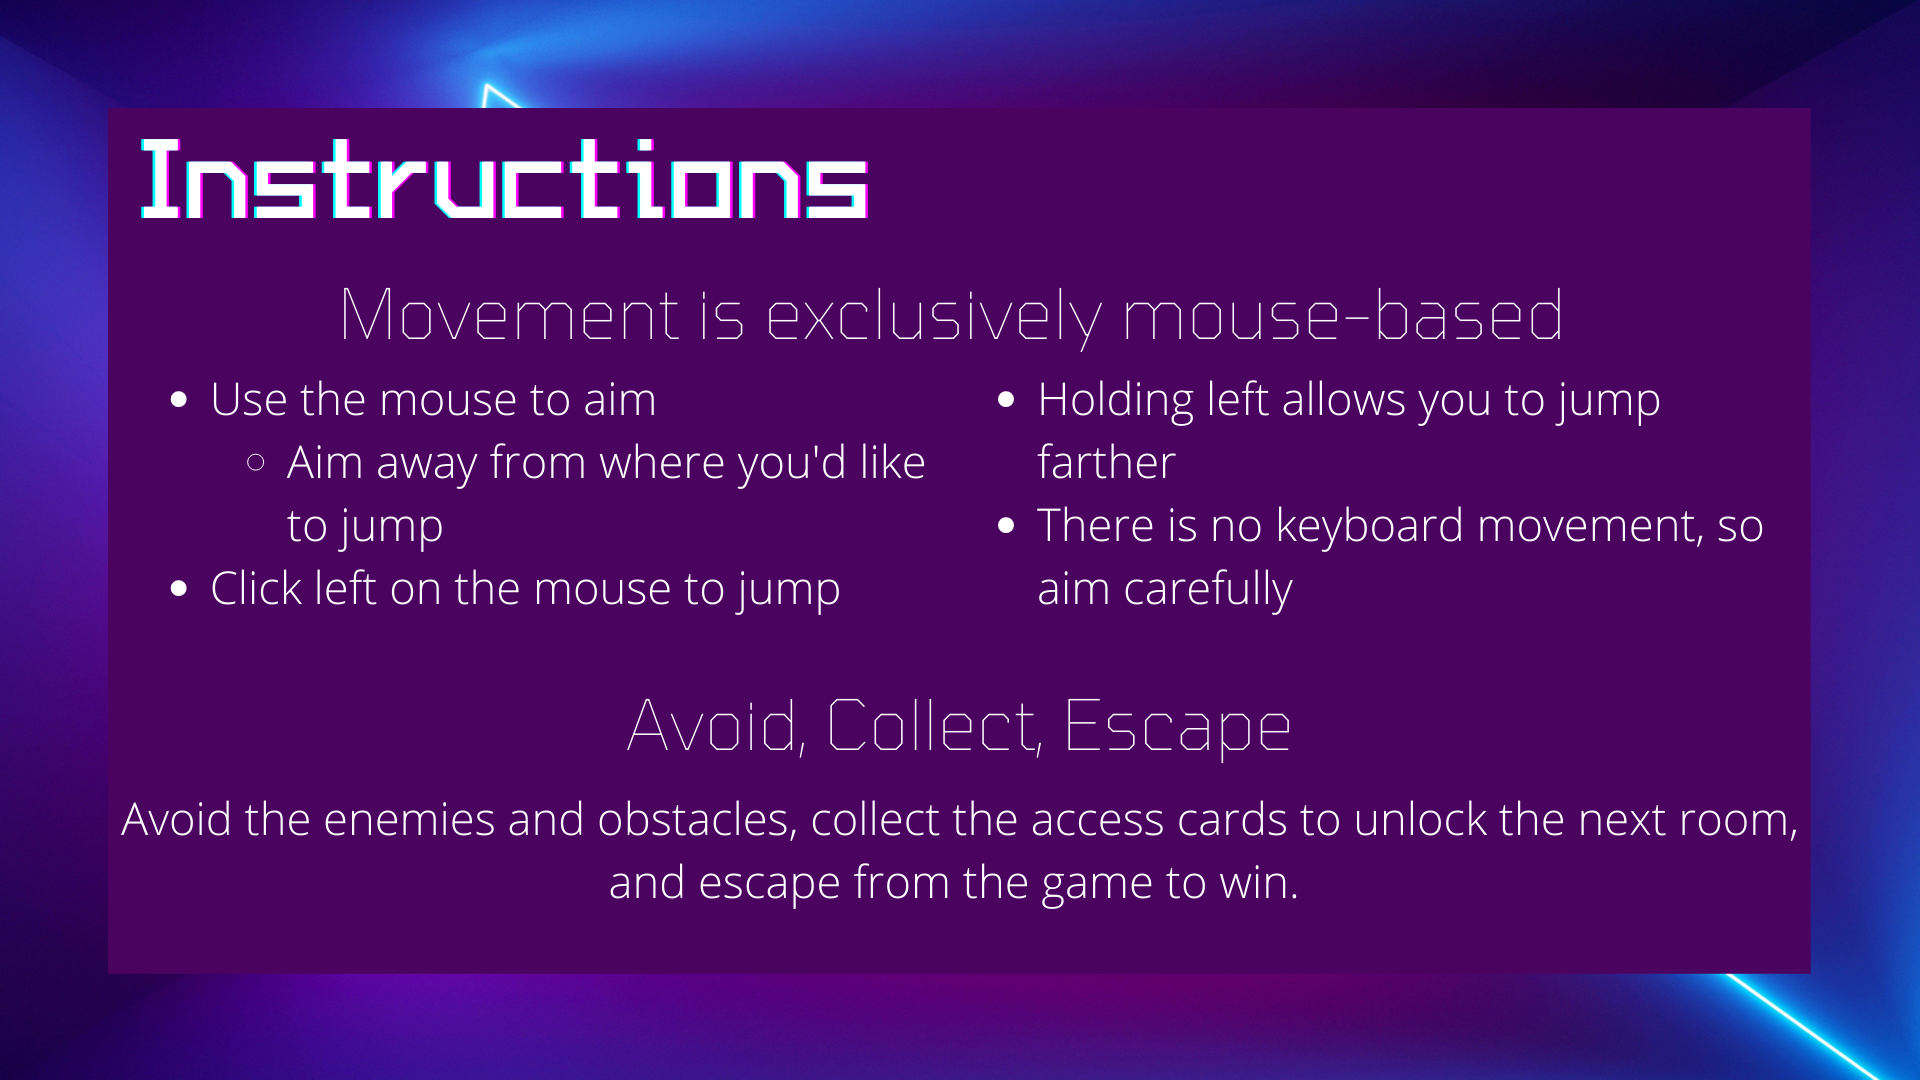 Instructions
Movement is exclusively mouse-based
• Use the mouse to aim
◦ Aim away from where you'd like
to jump
• Click left on the mouse to jump
• Holding left allows you to jump
farther
• There is no keyboard movement, so
aim carefully
Avoid, Collect, Escape
Avoid the enemies and obstacles, collect the access cards to unlock the next room,
and escape from the game to win.